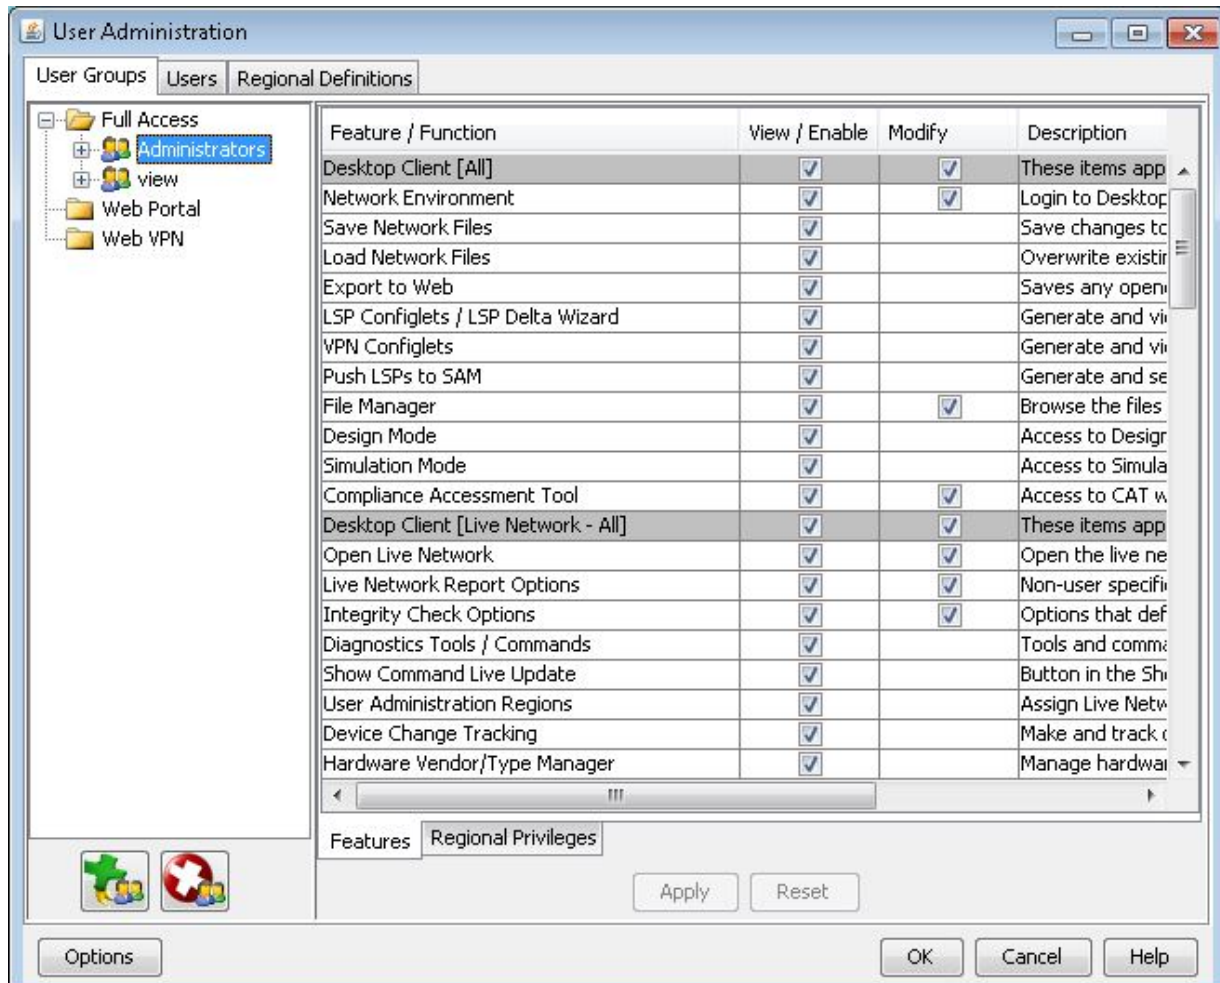 User Administration
User Groups Users Regional Definitions
Full Access
Administrators
view
Web Portal
Web VPN
Feature / Function View / Enable Modify Description
Desktop Client [All] These items app
Network Environment Login to Desktop
Save Network Files Save changes to
Load Network Files Overwrite existin
Export to Web Saves any open
LSP Configlets / LSP Delta Wizard Generate and vi
VPN Configlets Generate and vi
Push LSPs to SAM Generate and se
File Manager Browse the files
Design Mode Access to Design
Simulation Mode Access to Simula
Compliance Accessment Tool Access to CAT w
Desktop Client [Live Network - All] These items app
Open Live Network Open the live ne
Live Network Report Options Non-user specifi
Integrity Check Options Options that def
Diagnostics Tools / Commands Tools and comma
Show Command Live Update Button in the Sh
User Administration Regions Assign Live Netw
Device Change Tracking Make and track
Hardware Vendor/Type Manager Manage hardwar
Features Regional Privileges
Apply Reset
Options OK Cancel Help